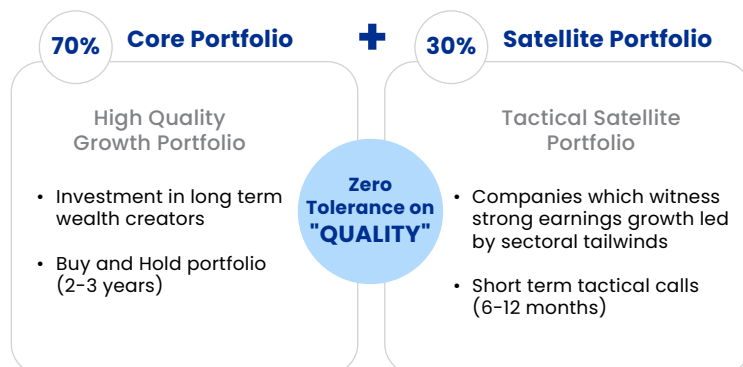 70%
Core Portfolio
+
30%
Satellite Portfolio
High Quality
Growth Portfolio
• Investment in long term
wealth creators
• Buy and Hold portfolio
(2-3 years)
Zero
Tolerance on
"QUALITY"
Tactical Satellite
Portfolio
• Companies which witness
strong earnings growth led
by sectoral tailwinds
• Short term tactical calls
(6-12 months)